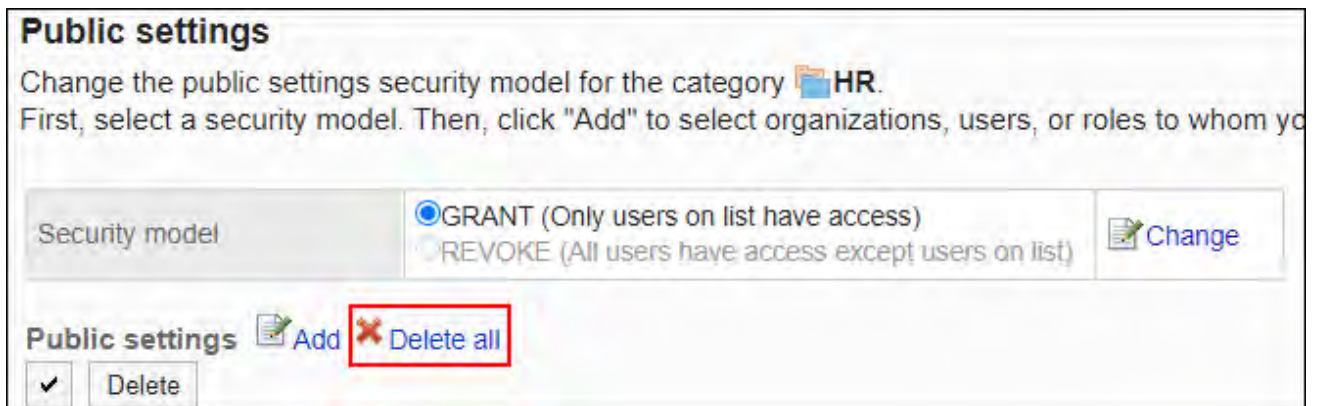 Public settings
Change the public settings security model for the category HR.
First, select a security model. Then, click "Add" to select organizations, users, or roles to whom yo
Security model
GRANT (Only users on list have access)
REVOKE (All users have access except users on list)
Change
Public settings Add Delete all
Delete